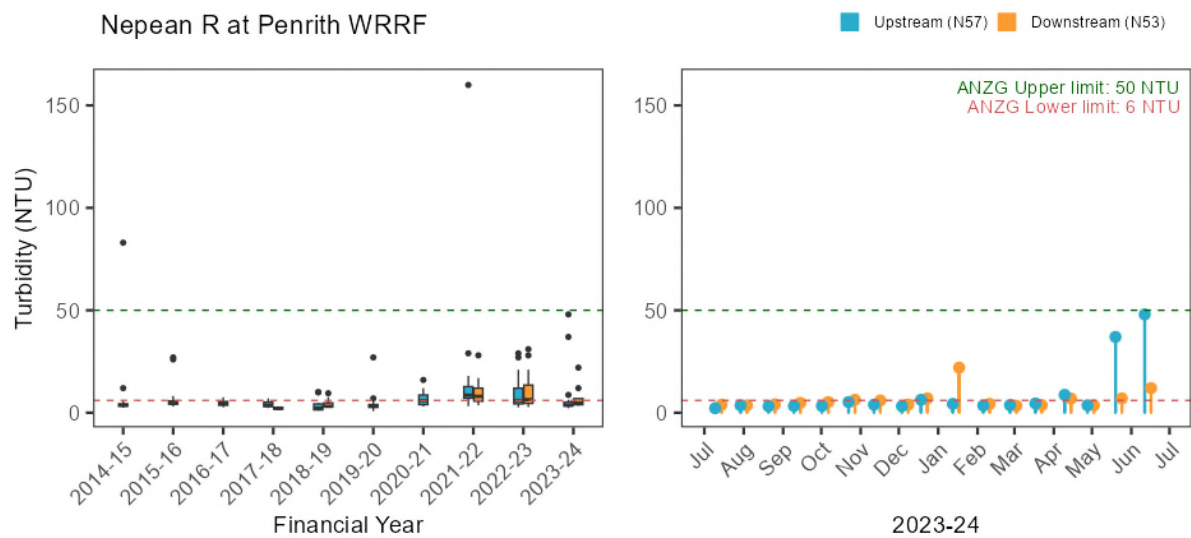 Nepean R at Penrith WRRF
Upstream (N57) Downstream (N53)
Turbidity (NTU)
150
100
50
0
2014-15
2015-16
2016-17
2017-18
2018-19
2019-20
2020-21
2021-22
2022-23
2023-24
Financial Year
ANZG Upper limit: 50 NTU
ANZG Lower limit: 6 NTU
150
100
50
0
Jul
Aug
Sep
Oct
Nov
Dec
Jan
Feb
Mar
Apr
May
Jun
Jul
2023-24